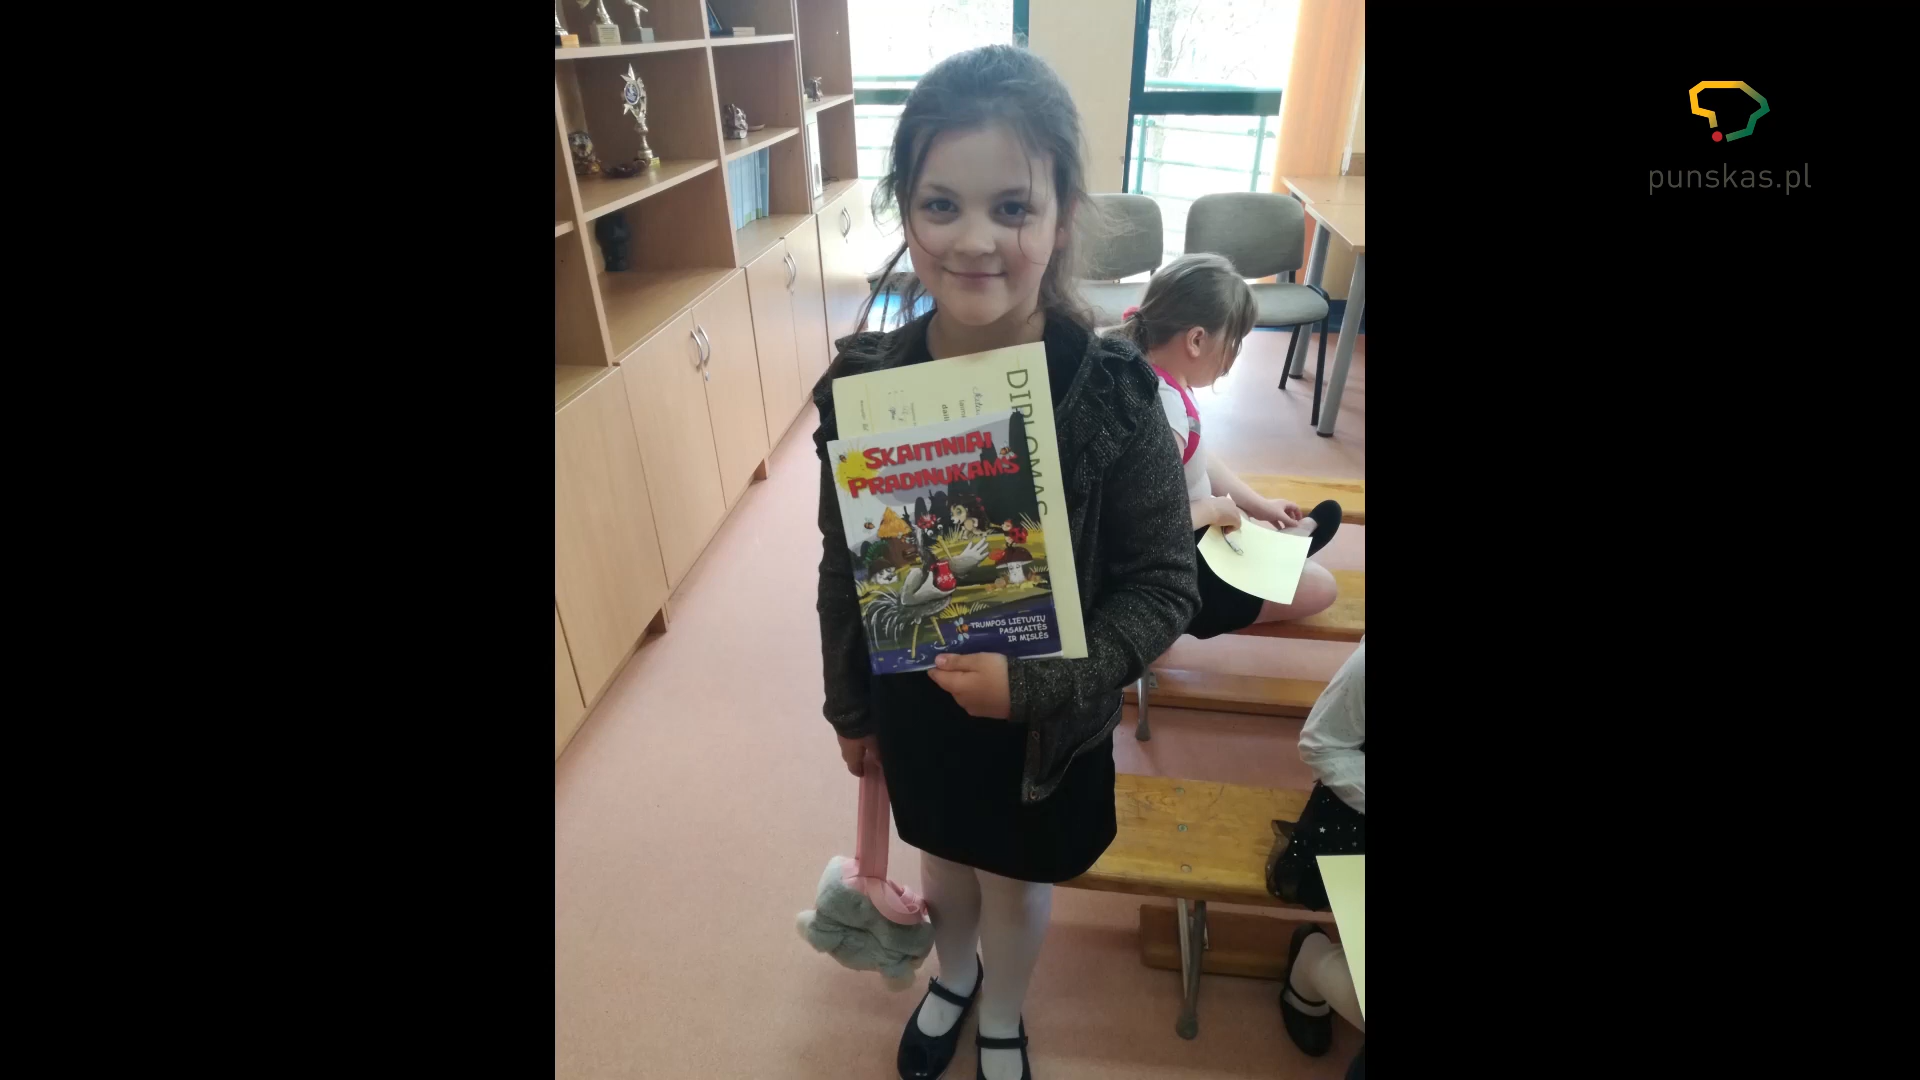 punskas.pl
DIPLOMAS
SKAITINIAI
PRADINUKAMS
TRUMPOS LIETUVIŲ
PASAKAITĖS
IR MĮSLĖS